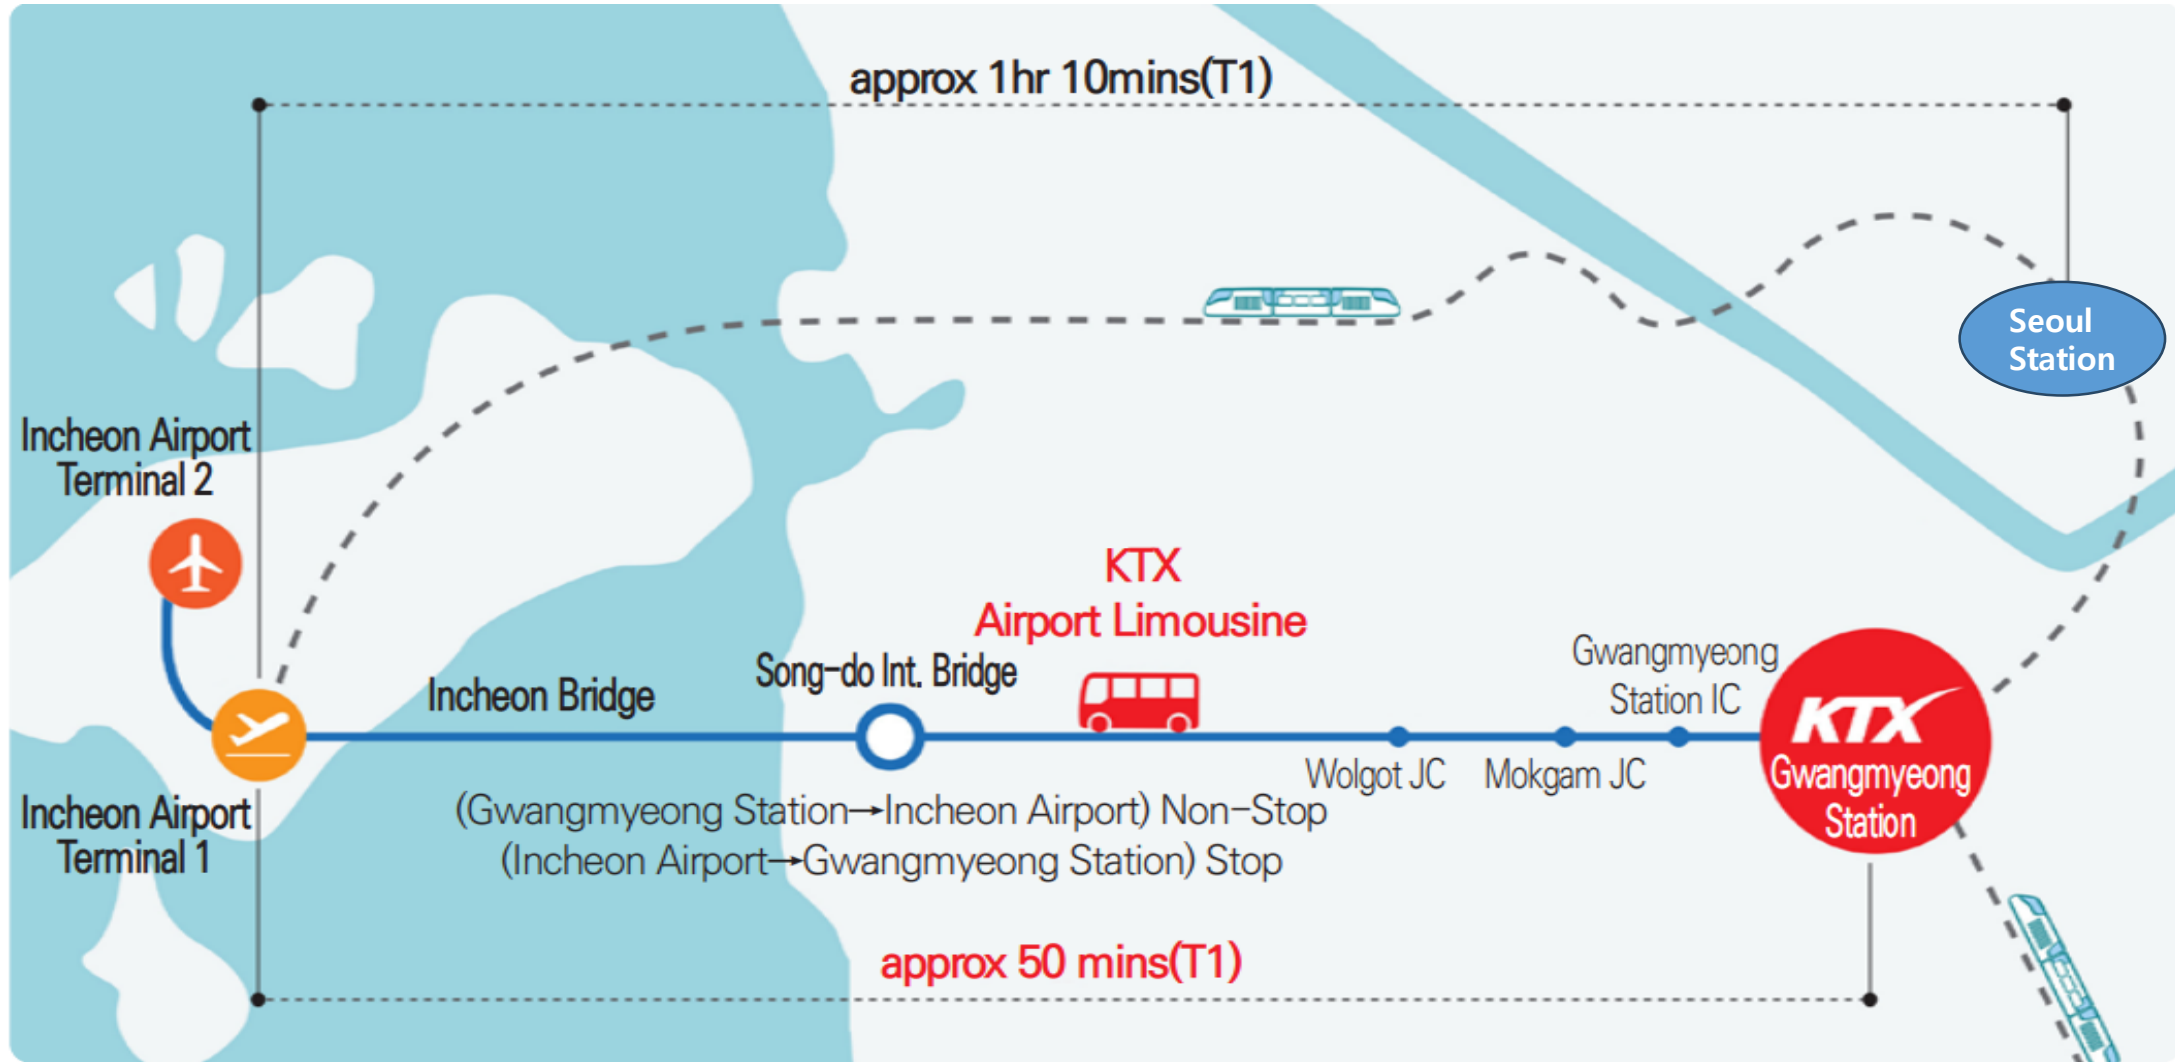 approx 1hr 10mins(T1)
Seoul
Station
Incheon Airport
Terminal 2
KTX
Airport Limousine
Incheon Bridge
Song-do Int. Bridge
Gwangmyeong
Station IC
Wolgot JC
Mokgam JC
KTX
Gwangmyeong
Station
Incheon Airport
Terminal 1
(Gwangmyeong Station→Incheon Airport) Non-Stop
(Incheon Airport→Gwangmyeong Station) Stop
approx 50 mins(T1)